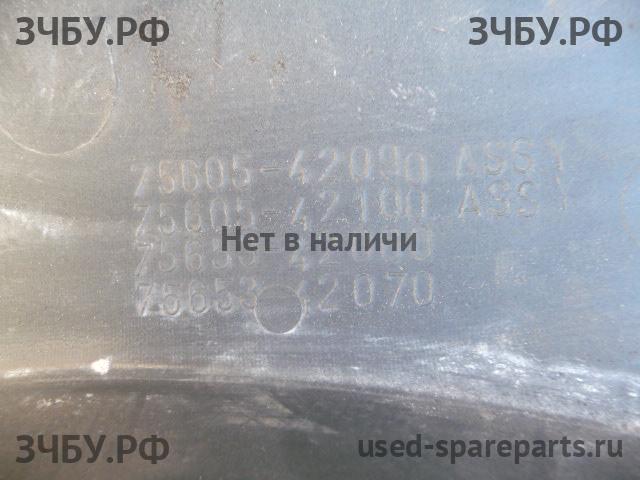 ЗЧБУ.РФ ЗЧБУ.РФ
75605-42090 ASSY
75605-42100 ASSY
Нет в наличи
75653-42070
ЗЧБУ.РФ used-spareparts.ru